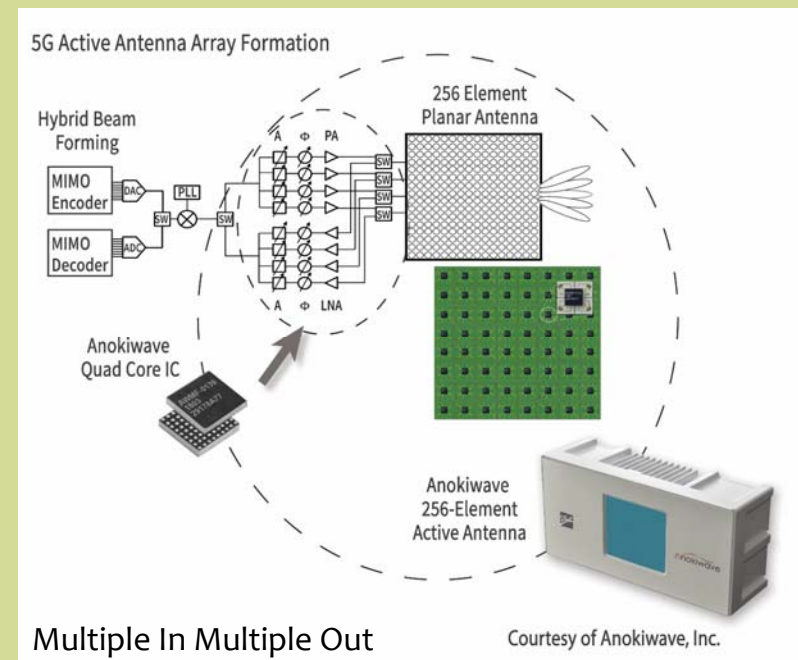 5G Active Antenna Array Formation
Hybrid Beam
Forming
256 Element
Planar Antenna
A Φ PA
MIMO
Encoder
DAC
PLL
SW
SW
SW
SW
SW
SW
MIMO
Decoder
ADC
A Φ LNA
Anokiwave
Quad Core IC
Anokiwave
256-Element
Active Antenna
anokiwave
Multiple In Multiple Out
Courtesy of Anokiwave, Inc.